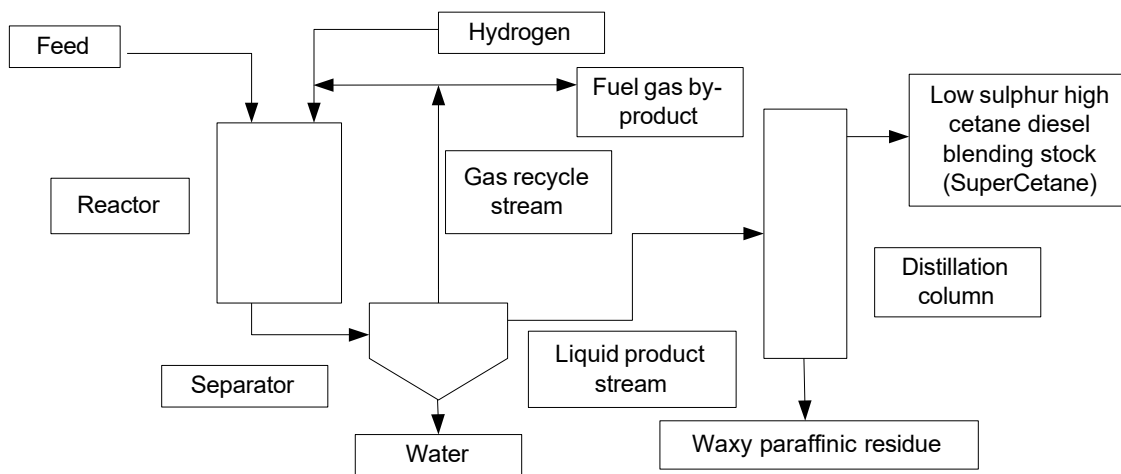 Feed
Hydrogen
Fuel gas by-
product
Low sulphur high
cetane diesel
blending stock
(SuperCetane)
Reactor
Gas recycle
stream
Distillation
column
Separator
Liquid product
stream
Water
Waxy paraffinic residue